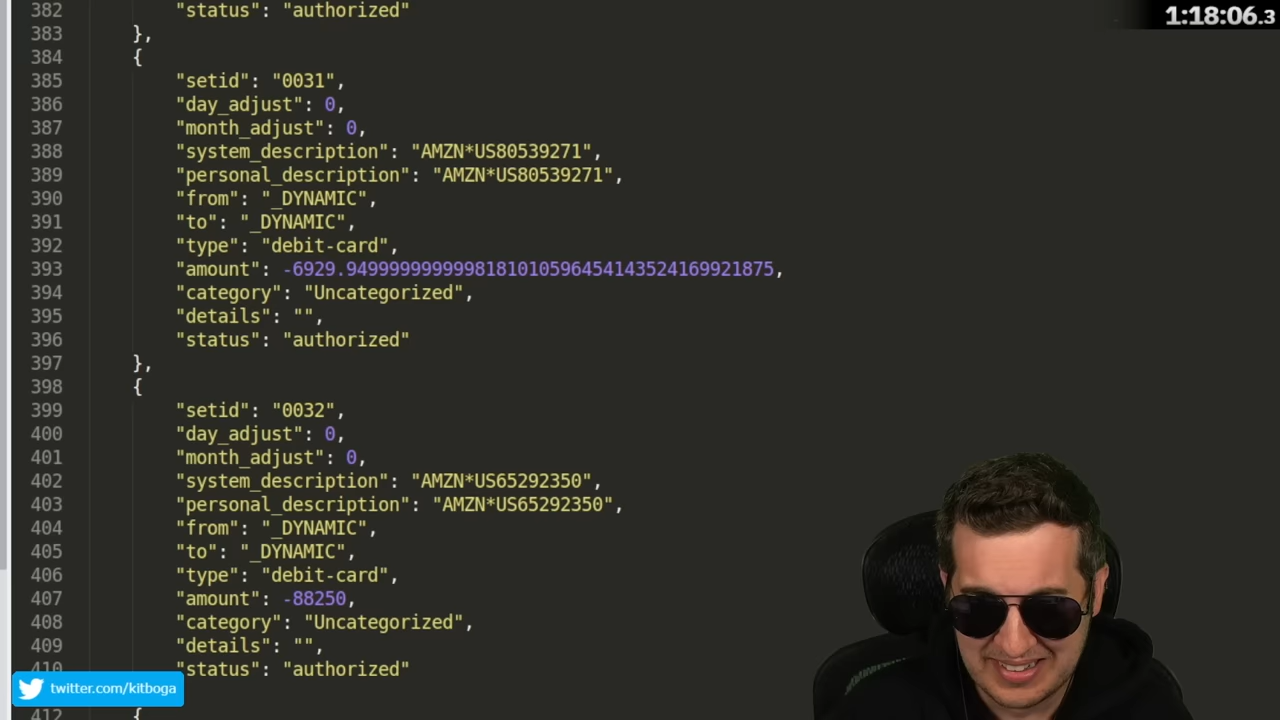 1:18:06.3
382 "status": "authorized"
383 },
384 {
385 "setid": "0031",
386 "day_adjust": 0,
387 "month_adjust": 0,
388 "system_description": "AMZN*US80539271",
389 "personal_description": "AMZN*US80539271",
390 "from": "_DYNAMIC",
391 "to": "_DYNAMIC",
392 "type": "debit-card",
393 "amount": -6929.949999999999818101059645414352416992​1875,
394 "category": "Uncategorized",
395 "details": "",
396 "status": "authorized"
397 },
398 {
399 "setid": "0032",
400 "day_adjust": 0,
401 "month_adjust": 0,
402 "system_description": "AMZN*US65292350",
403 "personal_description": "AMZN*US65292350",
404 "from": "_DYNAMIC",
405 "to": "_DYNAMIC",
406 "type": "debit-card",
407 "amount": -88250,
408 "category": "Uncategorized",
409 "details": "",
410 "status": "authorized"
twitter.com/kitboga
412 {